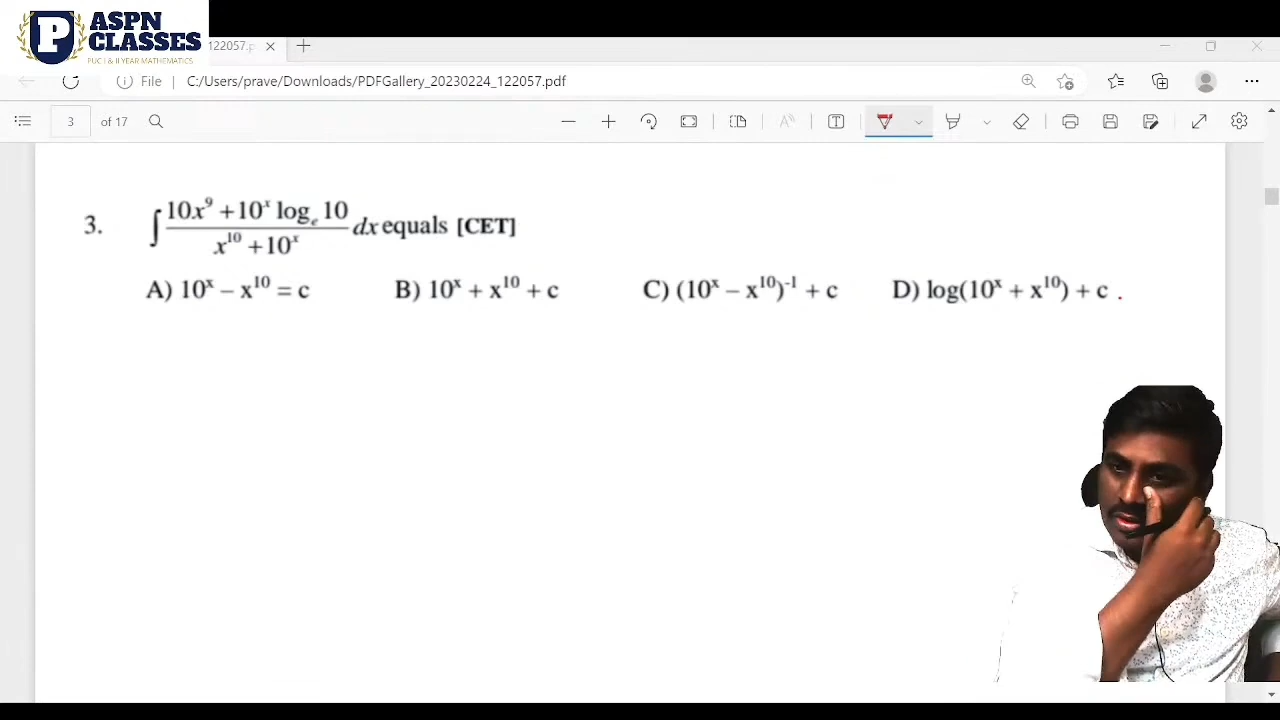 ASPN
CLASSES
PUC I & II YEAR MATHEMATICS
122057.p
File | C:/Users/prave/Downloads/PDFGallery_20230224_122057.pdf
3 of 17
3. ∫ (10x⁹ + 10ˣ logₑ 10)/(x¹⁰ + 10ˣ) dx equals [CET]
A) 10ˣ – x¹⁰ = c B) 10ˣ + x¹⁰ + c C) (10ˣ – x¹⁰)⁻¹ + c D) log(10ˣ + x¹⁰) + c .